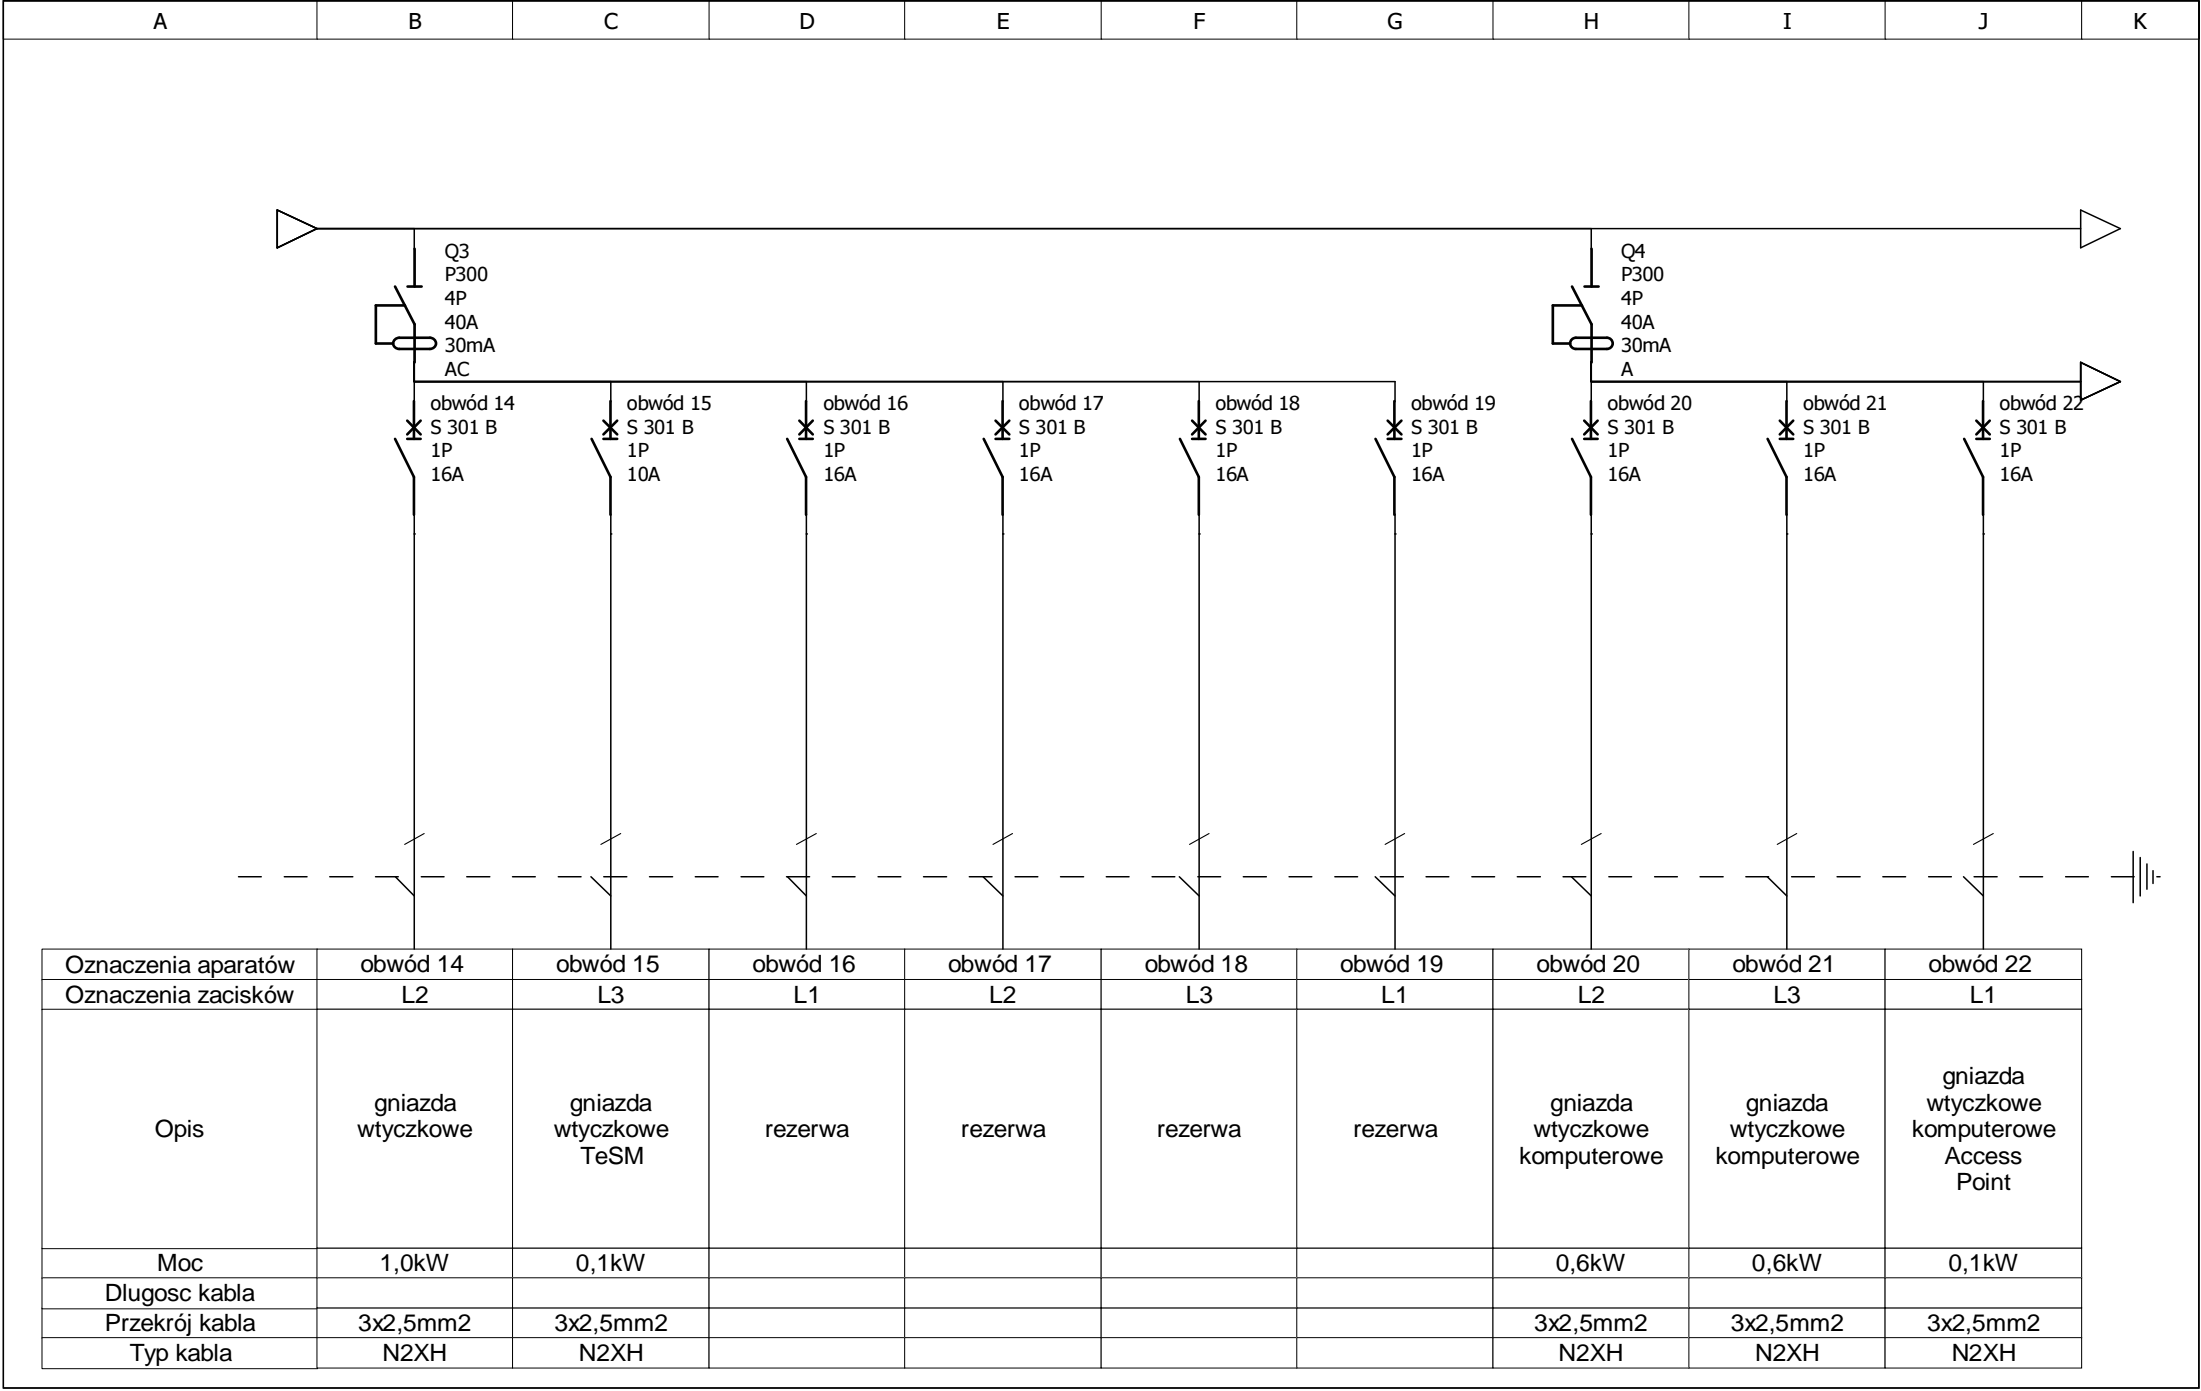 A B C D E F G H I J K
Q3
P300
4P
40A
30mA
AC
Q4
P300
4P
40A
30mA
A
obwód 14
S 301 B
1P
16A
obwód 15
S 301 B
1P
10A
obwód 16
S 301 B
1P
16A
obwód 17
S 301 B
1P
16A
obwód 18
S 301 B
1P
16A
obwód 19
S 301 B
1P
16A
obwód 20
S 301 B
1P
16A
obwód 21
S 301 B
1P
16A
obwód 22
S 301 B
1P
16A
Oznaczenia aparatów obwód 14 obwód 15 obwód 16 obwód 17 obwód 18 obwód 19 obwód 20 obwód 21 obwód 22
Oznaczenia zacisków L2 L3 L1 L2 L3 L1 L2 L3 L1
Opis
gniazda
wtyczkowe
gniazda
wtyczkowe
TeSM
rezerwa
rezerwa
rezerwa
rezerwa
gniazda
wtyczkowe
komputerowe
gniazda
wtyczkowe
komputerowe
gniazda
wtyczkowe
komputerowe
Access
Point
Moc 1,0kW 0,1kW 0,6kW 0,6kW 0,1kW
Dlugosc kabla
Przekrój kabla 3x2,5mm2 3x2,5mm2 3x2,5mm2 3x2,5mm2 3x2,5mm2
Typ kabla N2XH N2XH N2XH N2XH N2XH